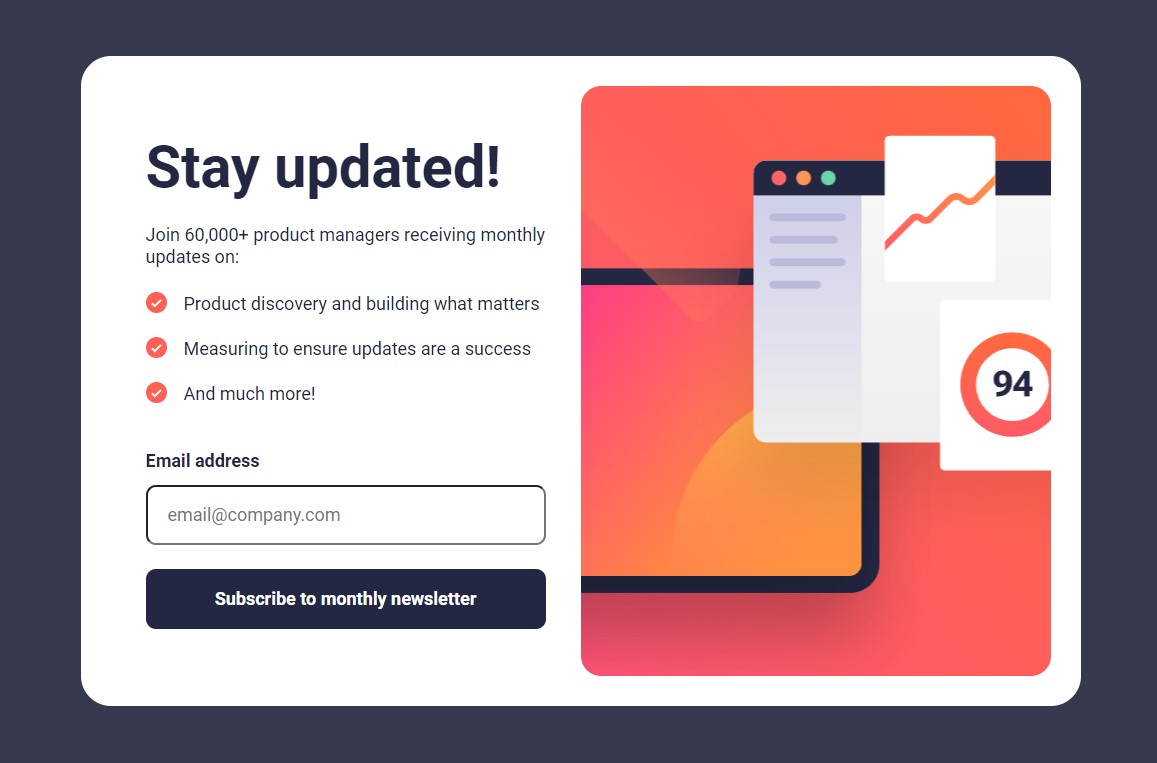 Stay updated!
Join 60,000+ product managers receiving monthly
updates on:
Product discovery and building what matters
Measuring to ensure updates are a success
And much more!
Email address
email@company.com
Subscribe to monthly newsletter
94